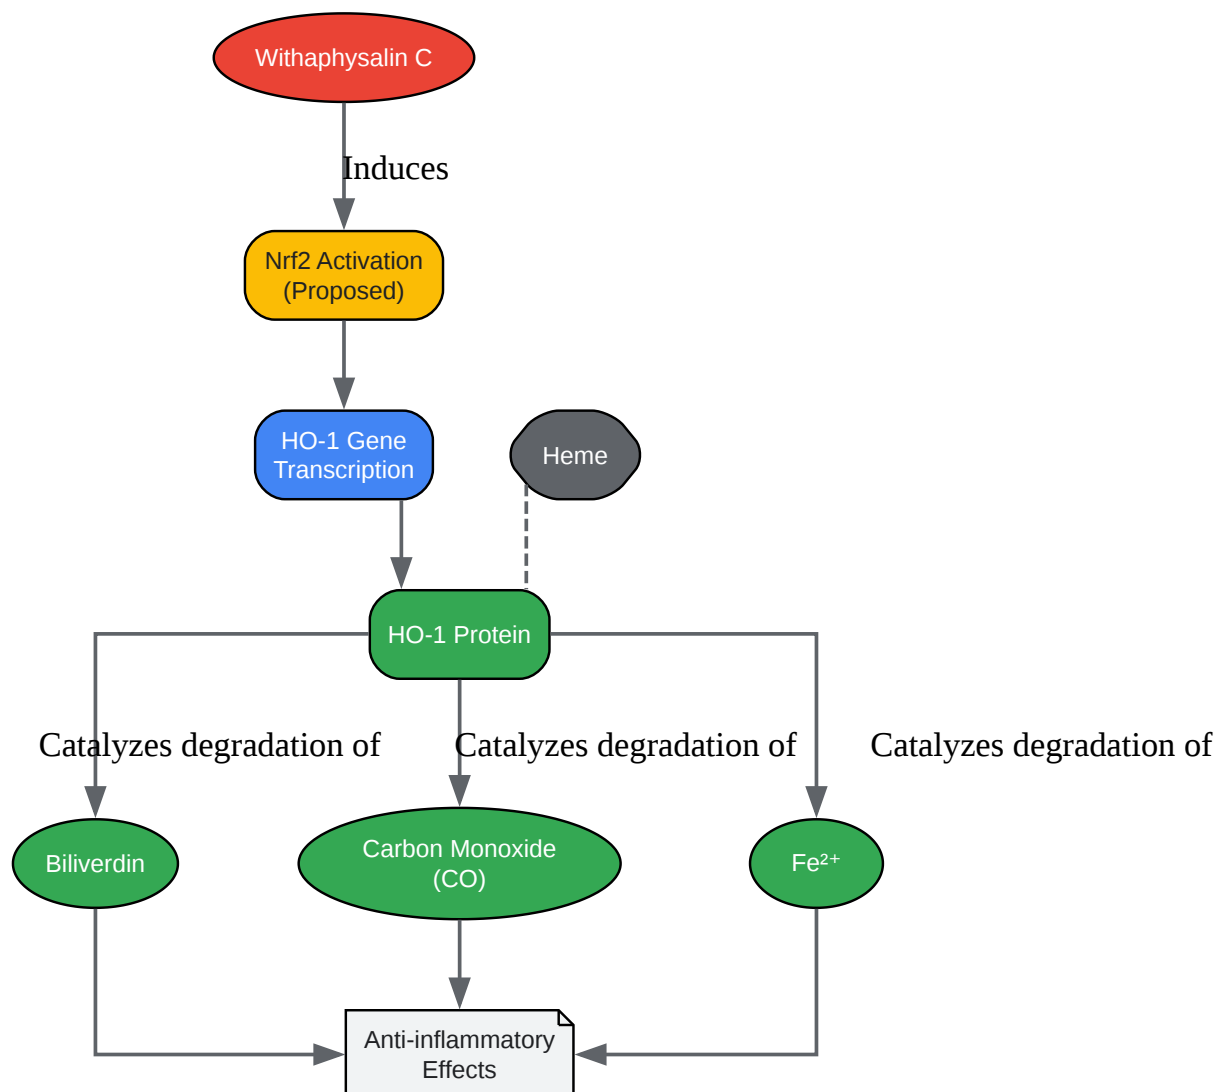 Withaphysalin C
Induces
Nrf2 Activation
(Proposed)
HO-1 Gene
Transcription
Heme
HO-1 Protein
Catalyzes degradation of
Catalyzes degradation of
Catalyzes degradation of
Biliverdin
Carbon Monoxide
(CO)
Fe²⁺
Anti-inflammatory
Effects